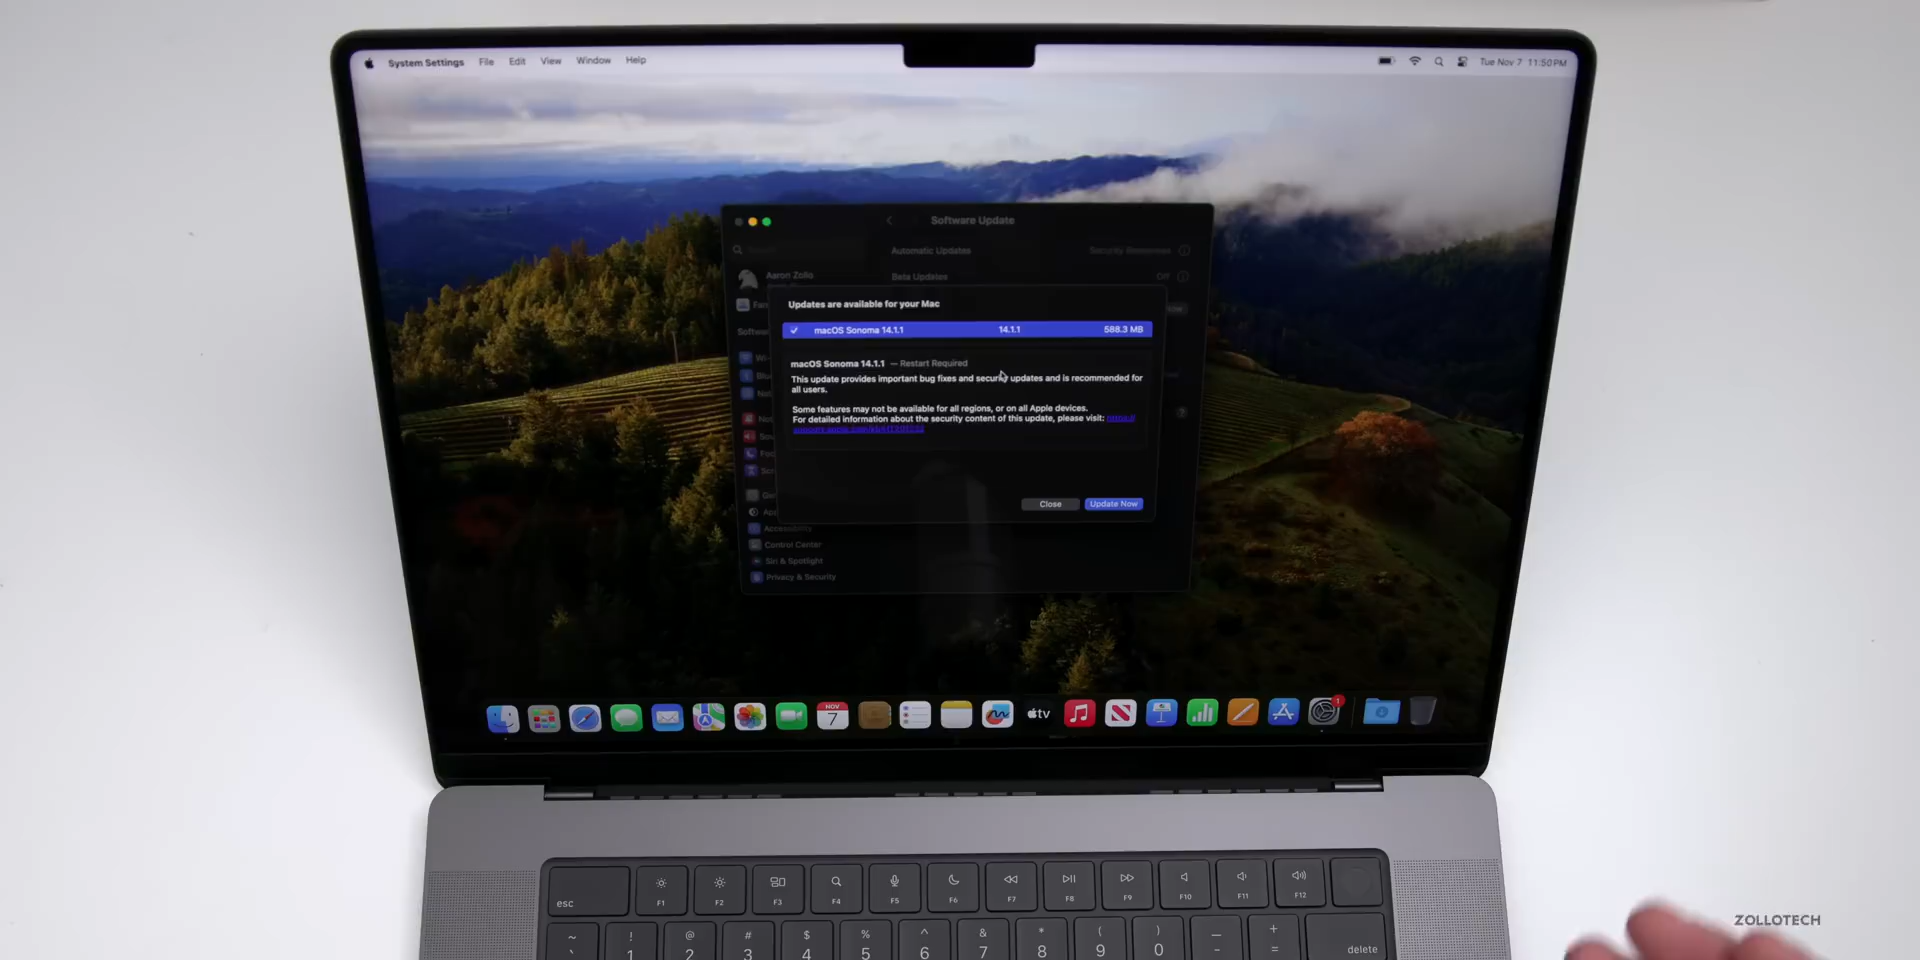 System Settings File Edit View Window Help
Tue Nov 7 11:50 PM
Software Update
Automatic Updates
Security Responses
Aaron Zollo
Beta Updates
Off
Updates are available for your Mac
macOS Sonoma 14.1.1 14.1.1 588.3 MB
macOS Sonoma 14.1.1 — Restart Required
This update provides important bug fixes and security updates and is recommended for
all users.
Some features may not be available for all regions, or on all Apple devices.
For detailed information about the security content of this update, please visit:
Close Update Now
Accessibility
Control Center
Siri & Spotlight
Privacy & Security
NOV
7
tv
1
esc F1 F2 F3 F4 F5 F6 F7 F8 F9 F10 F11 F12
~ ! @ # $ % ^ & * ( ) _ +
` 1 2 3 4 5 6 7 8 9 0 - = delete
ZOLLOTECH